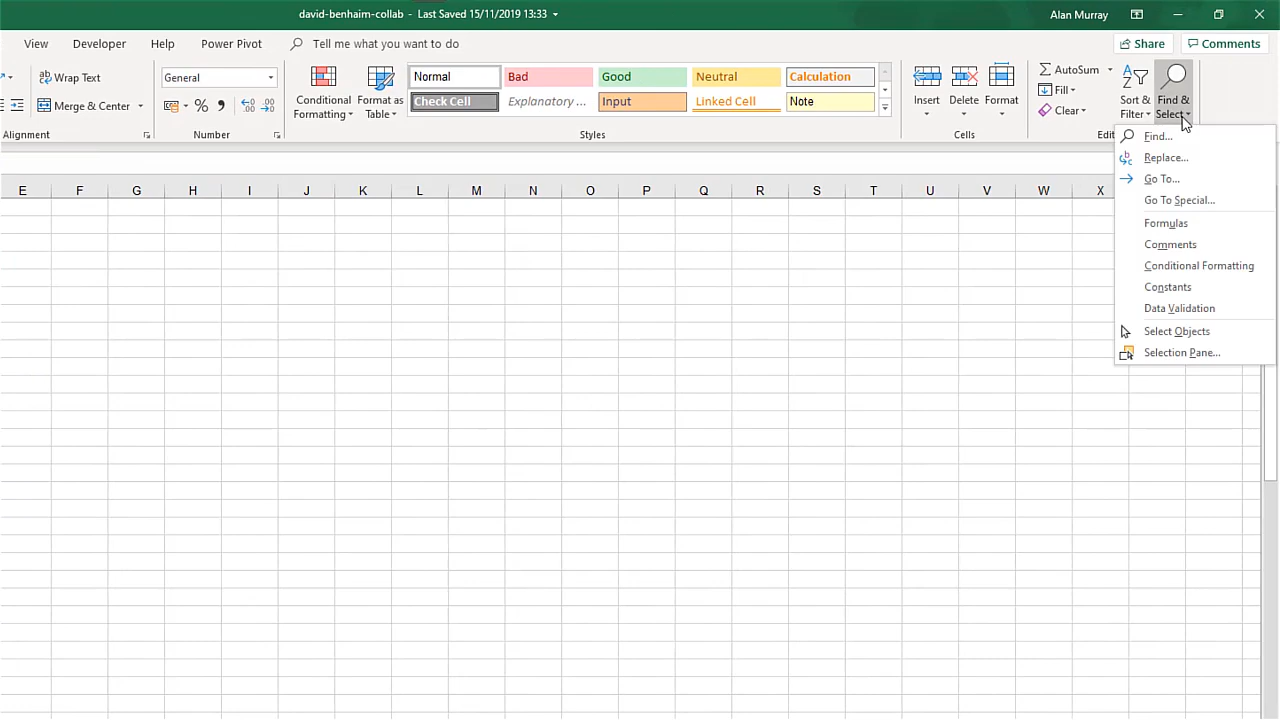 david-benhaim-collab - Last Saved 15/11/2019 13:33
Alan Murray
View Developer Help Power Pivot Tell me what you want to do
Share Comments
Wrap Text
Merge & Center
Alignment
General
% ,
Number
Conditional Formatting
Format as Table
Normal Bad Good Neutral Calculation
Check Cell Explanatory ... Input Linked Cell Note
Styles
Insert Delete Format
Cells
AutoSum
Fill
Clear
Sort & Filter
Find & Select
Edit
E F G H I J K L M N O P Q R S T U V W X
Find...
Replace...
Go To...
Go To Special...
Formulas
Comments
Conditional Formatting
Constants
Data Validation
Select Objects
Selection Pane...